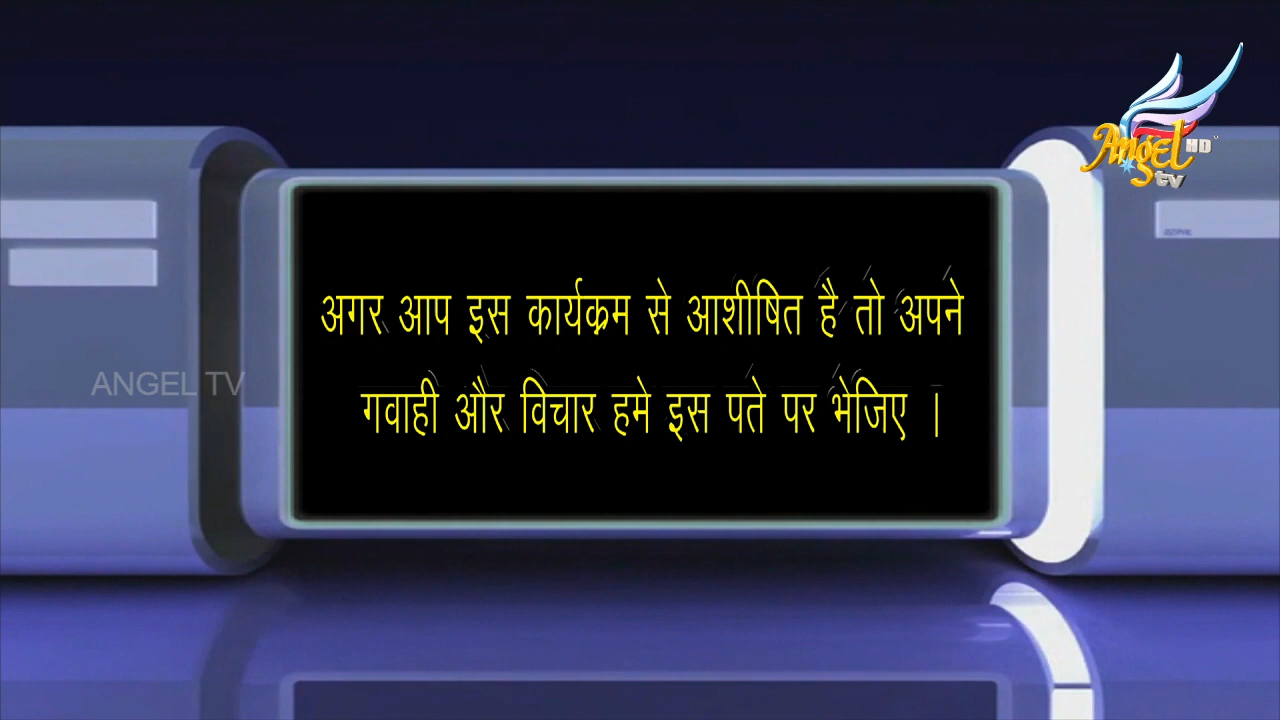 Angel HD
tv
अगर आप इस कार्यक्रम से आशीषित है तो अपने
ANGEL TV
गवाही और विचार हमे इस पते पर भेजिए ।